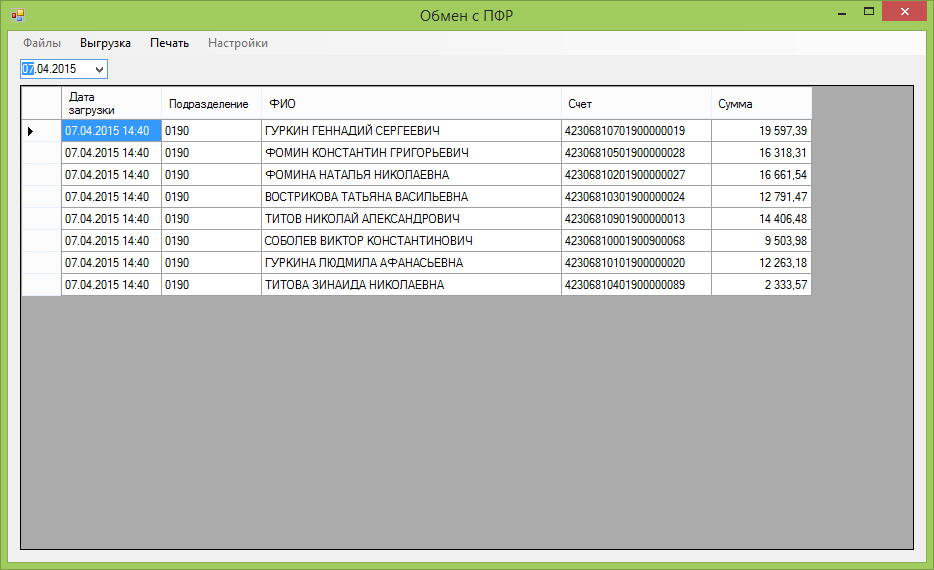 Обмен с ПФР
Файлы Выгрузка Печать Настройки
07.04.2015
Дата загрузки Подразделение ФИО Счет Сумма
07.04.2015 14:40 0190 ГУРКИН ГЕННАДИЙ СЕРГЕЕВИЧ 42306810701900000019 19 597,39
07.04.2015 14:40 0190 ФОМИН КОНСТАНТИН ГРИГОРЬЕВИЧ 42306810501900000028 16 318,31
07.04.2015 14:40 0190 ФОМИНА НАТАЛЬЯ НИКОЛАЕВНА 42306810201900000027 16 661,54
07.04.2015 14:40 0190 ВОСТРИКОВА ТАТЬЯНА ВАСИЛЬЕВНА 42306810301900000024 12 791,47
07.04.2015 14:40 0190 ТИТОВ НИКОЛАЙ АЛЕКСАНДРОВИЧ 42306810901900000013 14 406,48
07.04.2015 14:40 0190 СОБОЛЕВ ВИКТОР КОНСТАНТИНОВИЧ 42306810001900900068 9 503,98
07.04.2015 14:40 0190 ГУРКИНА ЛЮДМИЛА АФАНАСЬЕВНА 42306810101900000020 12 263,18
07.04.2015 14:40 0190 ТИТОВА ЗИНАИДА НИКОЛАЕВНА 42306810401900000089 2 333,57